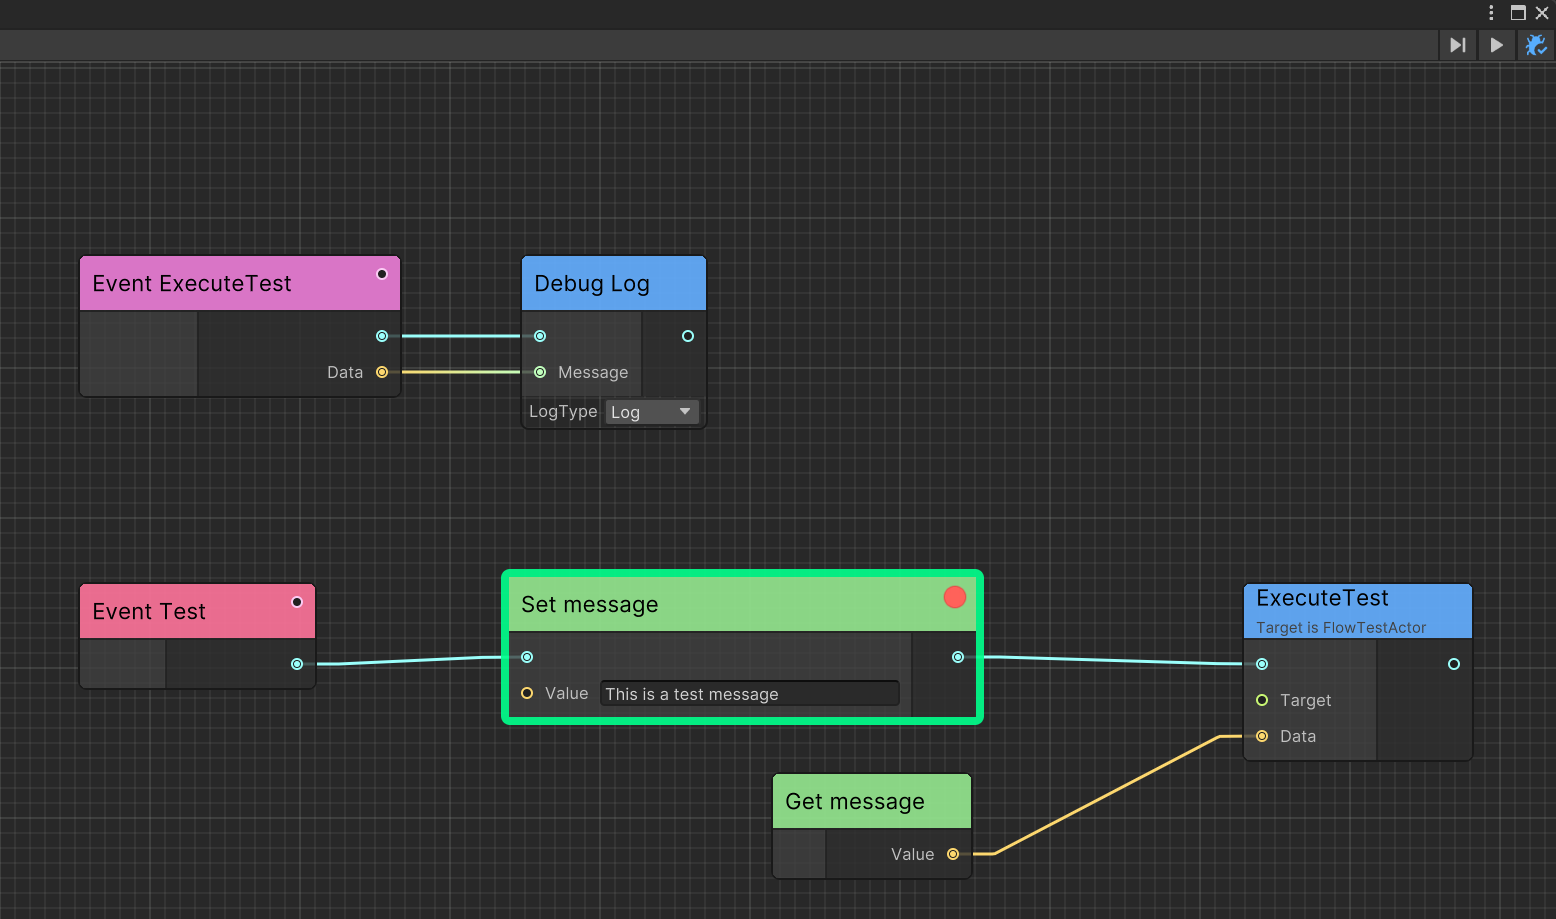 Event ExecuteTest
Data
Debug Log
Message
LogType Log
Event Test
Set message
Value This is a test message
ExecuteTest
Target is FlowTestActor
Target
Data
Get message
Value